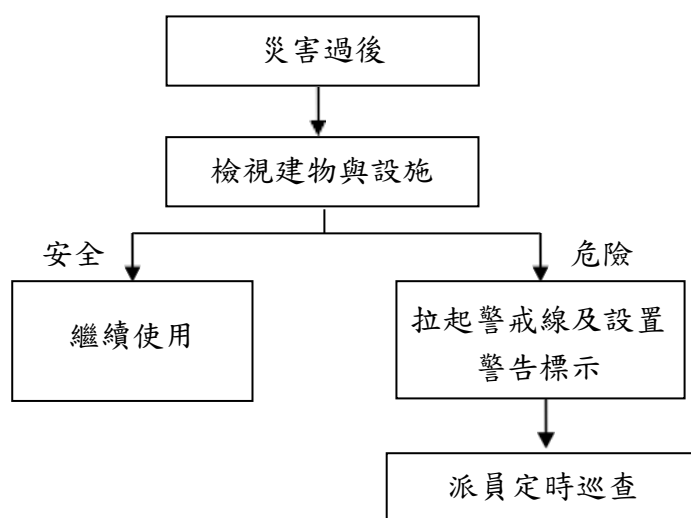 災害過後
檢視建物與設施
安全
危險
繼續使用
拉起警戒線及設置
警告標示
派員定時巡查